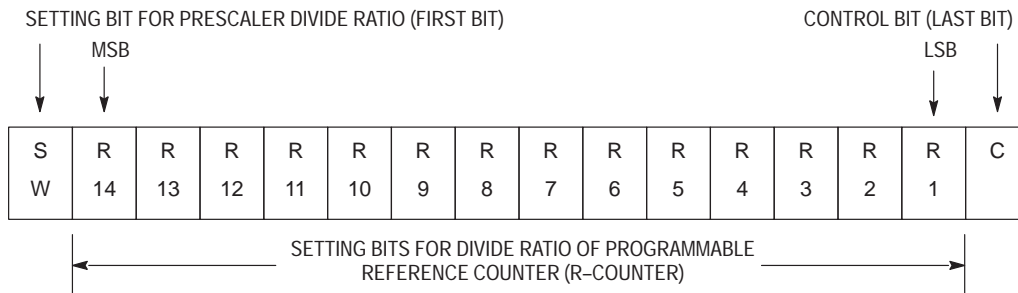 SETTING BIT FOR PRESCALER DIVIDE RATIO (FIRST BIT) CONTROL BIT (LAST BIT)
MSB LSB
S R R R R R R R R R R R R R R C
W 14 13 12 11 10 9 8 7 6 5 4 3 2 1
SETTING BITS FOR DIVIDE RATIO OF PROGRAMMABLE
REFERENCE COUNTER (R–COUNTER)